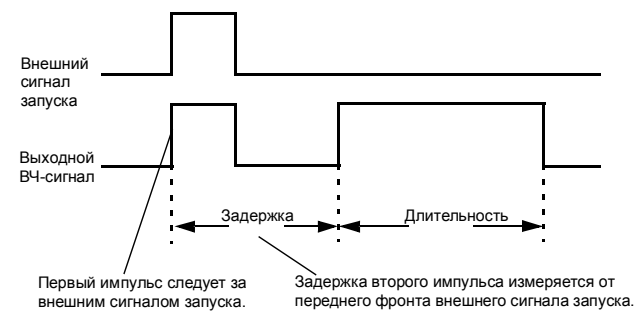 Внешний
сигнал
запуска
Выходной
ВЧ-сигнал
Задержка
Длительность
Первый импульс следует за
внешним сигналом запуска.
Задержка второго импульса измеряется от
переднего фронта внешнего сигнала запуска.